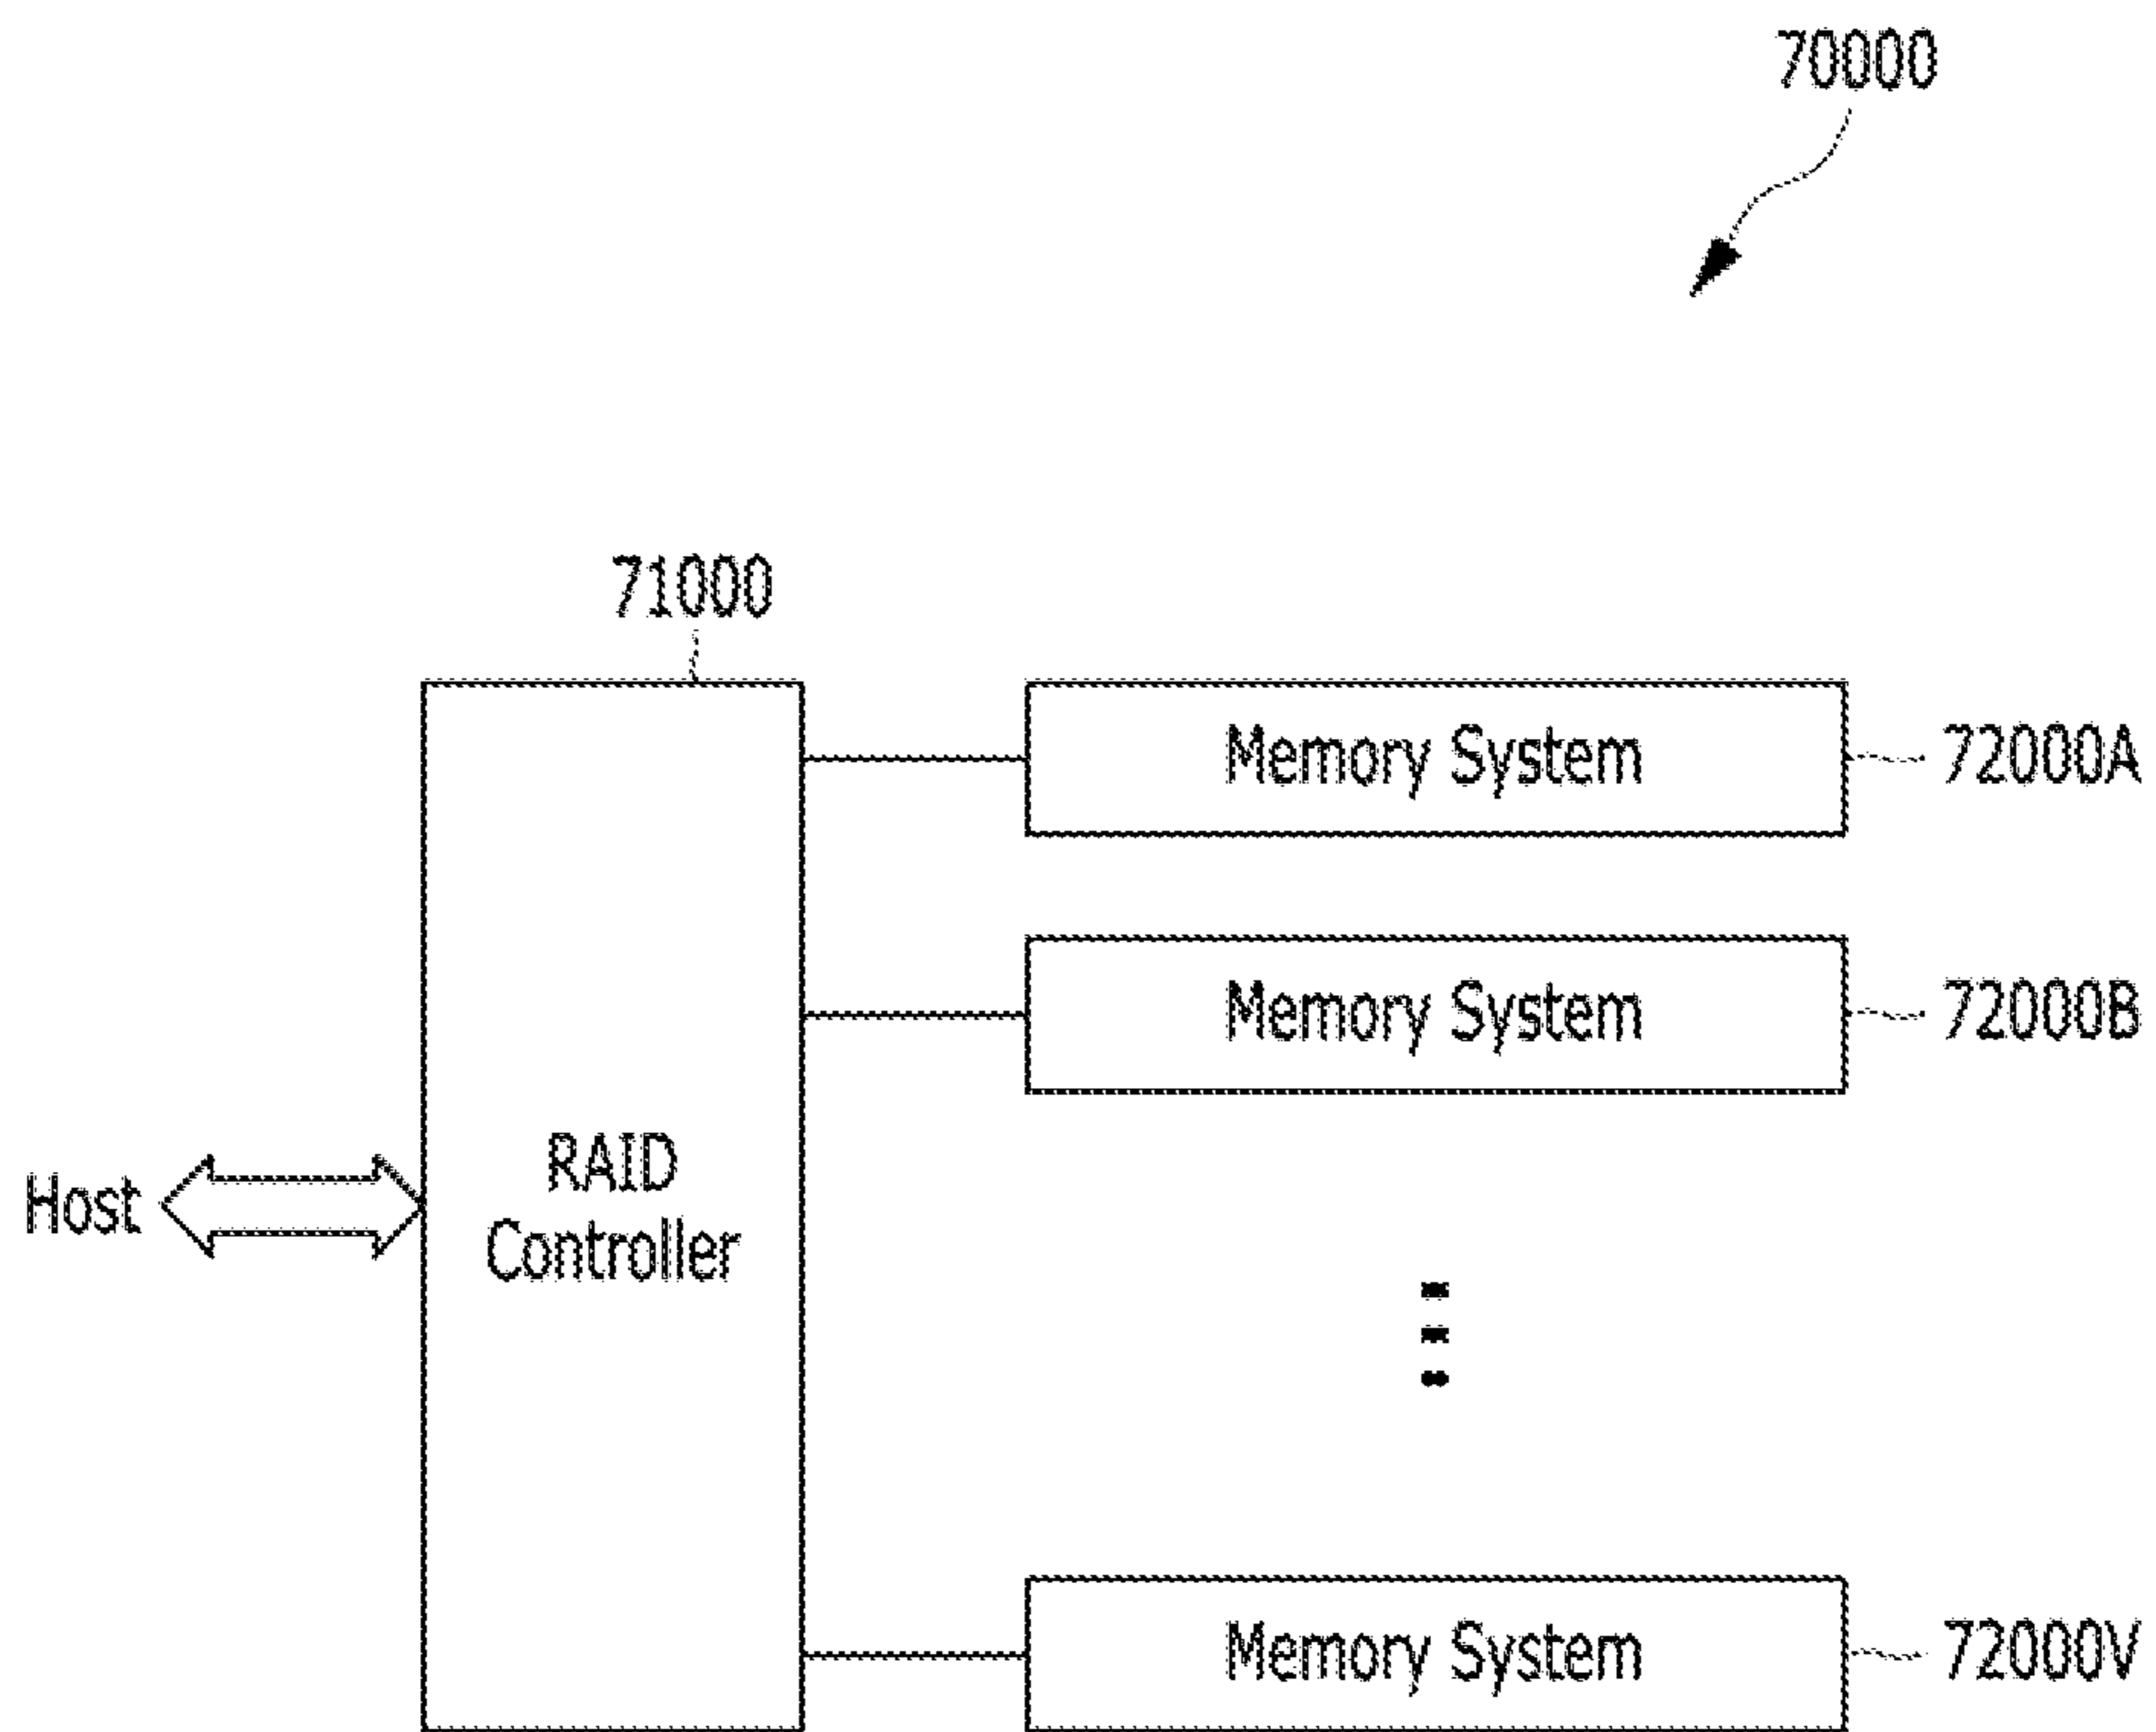 70000
71000
Memory System
72000A
Memory System
72000B
RAID
Controller
Host
Memory System
72000V